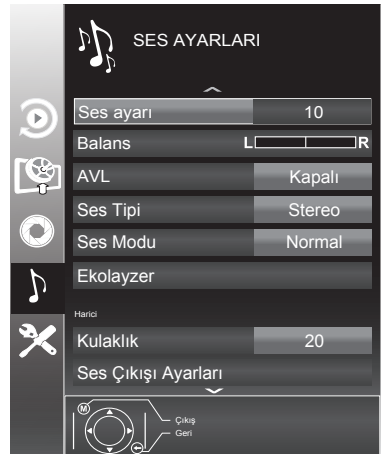 SES AYARLARI
Ses ayarı 10
Balans L R
AVL Kapalı
Ses Tipi Stereo
Ses Modu Normal
Ekolayzer
Harici
Kulaklık 20
Ses Çıkışı Ayarları
M
Çıkış
Geri